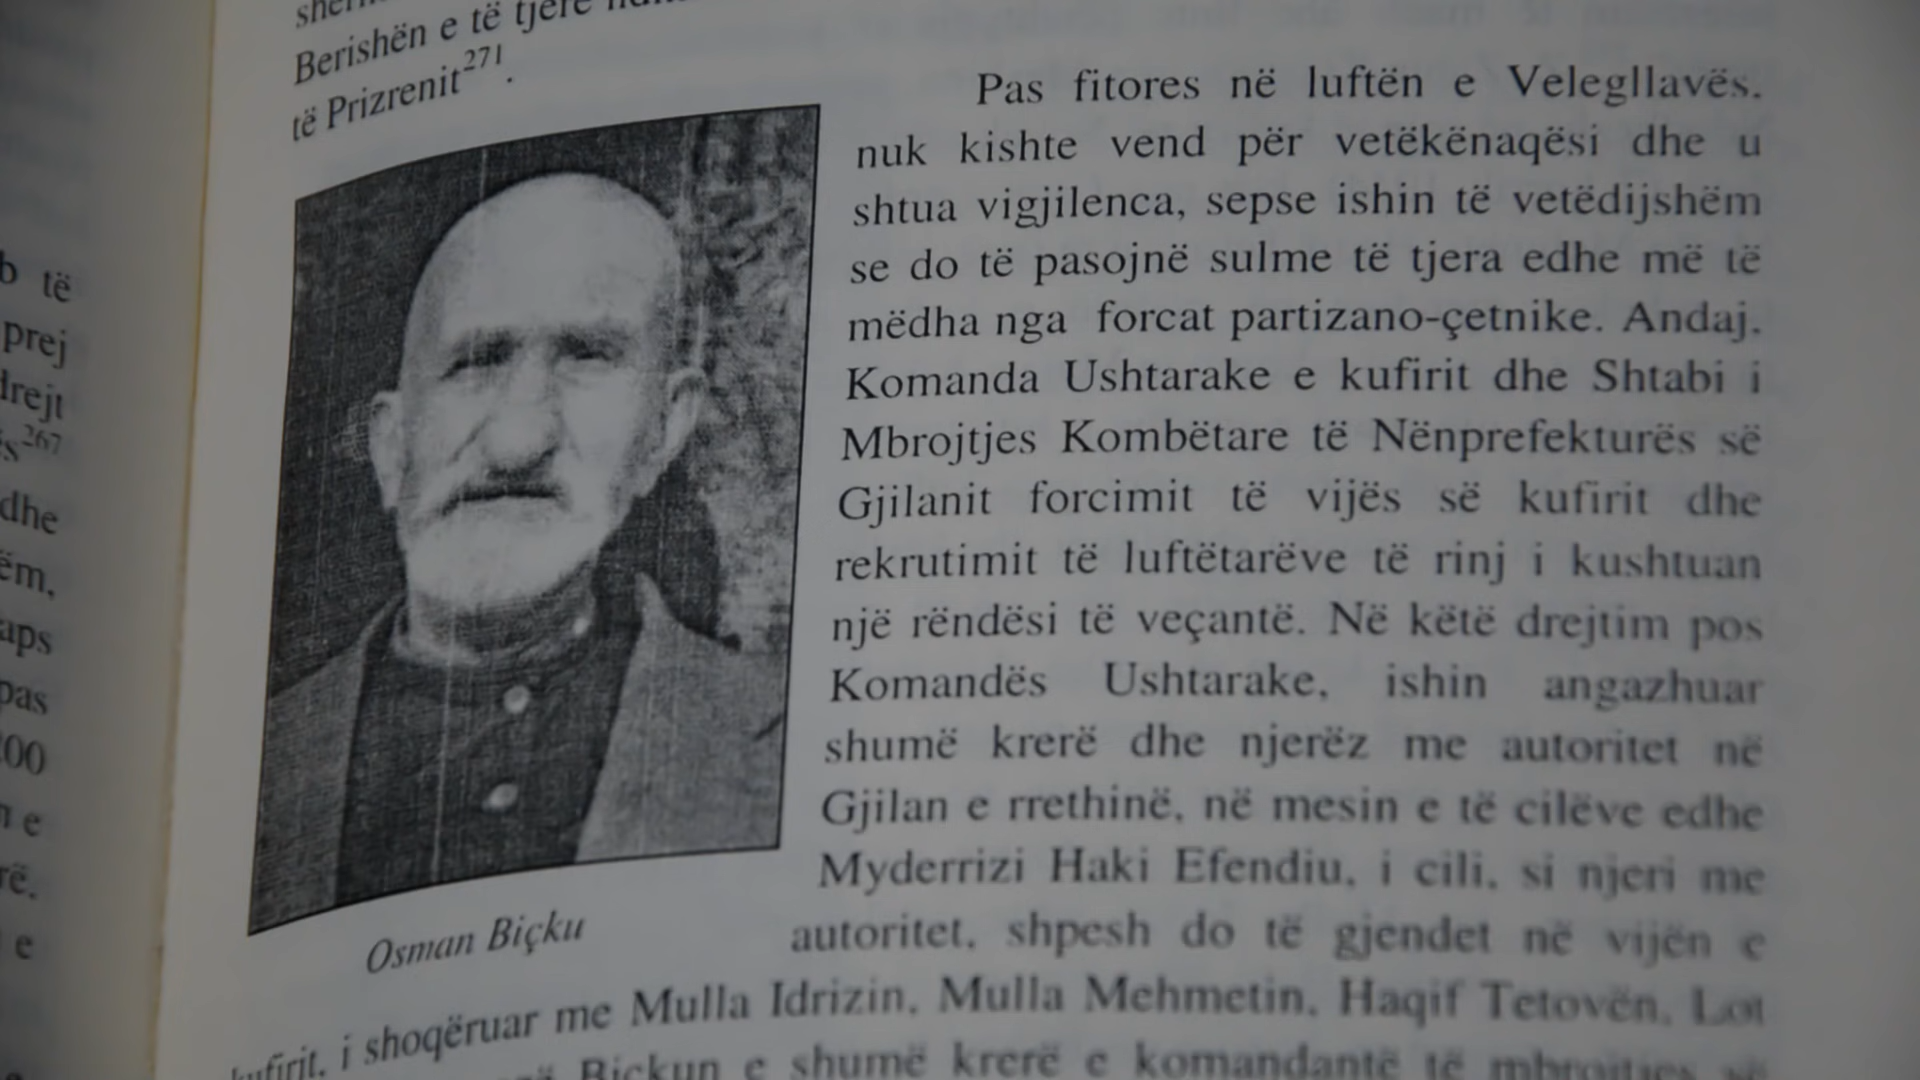 Berishën e të tjerë
të Prizrenit271.
Pas fitores në luftën e Velegllavës,
nuk kishte vend për vetëkënaqësi dhe u
shtua vigjilenca, sepse ishin të vetëdijshëm
se do të pasojnë sulme të tjera edhe më të
mëdha nga forcat partizano-çetnike. Andaj,
Komanda Ushtarake e kufirit dhe Shtabi i
Mbrojtjes Kombëtare të Nënprefekturës së
Gjilanit forcimit të vijës së kufirit dhe
rekrutimit të luftëtarëve të rinj i kushtuan
një rëndësi të veçantë. Në këtë drejtim pos
Komandës Ushtarake, ishin angazhuar
shumë krerë dhe njerëz me autoritet në
Gjilan e rrethinë, në mesin e të cilëve edhe
Myderrizi Haki Efendiu, i cili, si njeri me
autoritet, shpesh do të gjendet në vijën e
kufirit, i shoqëruar me Mulla Idrizin, Mulla Mehmetin, Haqif Tetovën, Lot
Biçkun e shumë krerë e komandantë të mbrojtjes së
Osman Biçku
b të
prej
drejt
s267
dhe
ëm,
aps
pas
00
e
rë.
e